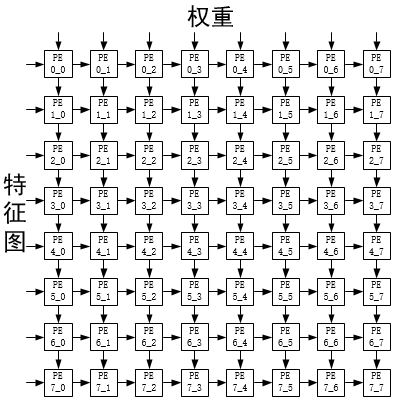 权重
PE 0_0 PE 0_1 PE 0_2 PE 0_3 PE 0_4 PE 0_5 PE 0_6 PE 0_7
PE 1_0 PE 1_1 PE 1_2 PE 1_3 PE 1_4 PE 1_5 PE 1_6 PE 1_7
PE 2_0 PE 2_1 PE 2_2 PE 2_3 PE 2_4 PE 2_5 PE 2_6 PE 2_7
特征图
PE 3_0 PE 3_1 PE 3_2 PE 3_3 PE 3_4 PE 3_5 PE 3_6 PE 3_7
PE 4_0 PE 4_1 PE 4_2 PE 4_3 PE 4_4 PE 4_5 PE 4_6 PE 4_7
PE 5_0 PE 5_1 PE 5_2 PE 5_3 PE 5_4 PE 5_5 PE 5_6 PE 5_7
PE 6_0 PE 6_1 PE 6_2 PE 6_3 PE 6_4 PE 6_5 PE 6_6 PE 6_7
PE 7_0 PE 7_1 PE 7_2 PE 7_3 PE 7_4 PE 7_5 PE 7_6 PE 7_7